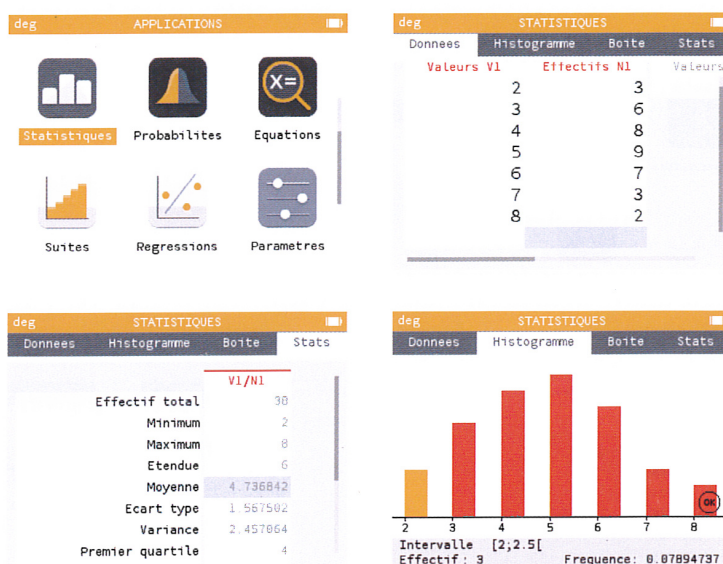 deg APPLICATIONS
X=
Statistiques Probabilites Equations
Suites Regressions Parametres
deg STATISTIQUES
Donnees Histogramme Boite Stats
Valeurs V1 Effectifs N1 Valeurs
2 3
3 6
4 8
5 9
6 7
7 3
8 2
deg STATISTIQUES
Donnees Histogramme Boite Stats
V1/N1
Effectif total 38
Minimum 2
Maximum 8
Etendue 6
Moyenne 4.736842
Ecart type 1.567502
Variance 2.457064
Premier quartile 4
deg STATISTIQUES
Donnees Histogramme Boite Stats
OK
2 3 4 5 6 7 8
Intervalle [2;2.5[
Effectif: 3 Frequence: 0.07894737